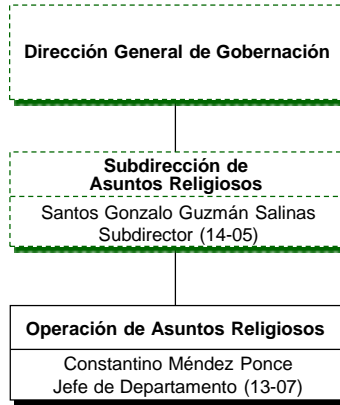 Dirección General de Gobernación
Subdirección de
Asuntos Religiosos
Santos Gonzalo Guzmán Salinas
Subdirector (14-05)
Operación de Asuntos Religiosos
Constantino Méndez Ponce
Jefe de Departamento (13-07)